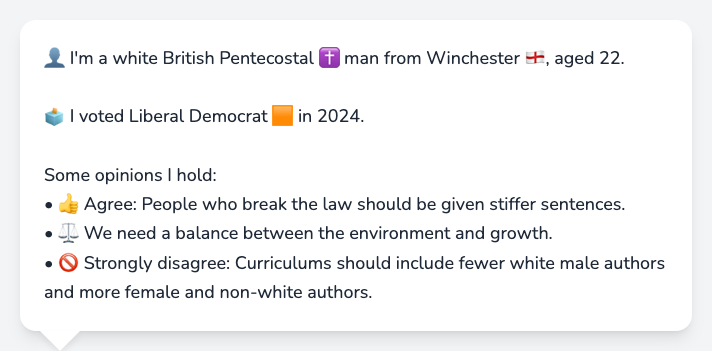 👤 I'm a white British Pentecostal ✝️ man from Winchester 🏴󠁧󠁢󠁥󠁮󠁧󠁿, aged 22.
🗳️ I voted Liberal Democrat 🟧 in 2024.
Some opinions I hold:
• 👍 Agree: People who break the law should be given stiffer sentences.
• ⚖️ We need a balance between the environment and growth.
• 🚫 Strongly disagree: Curriculums should include fewer white male authors
and more female and non-white authors.